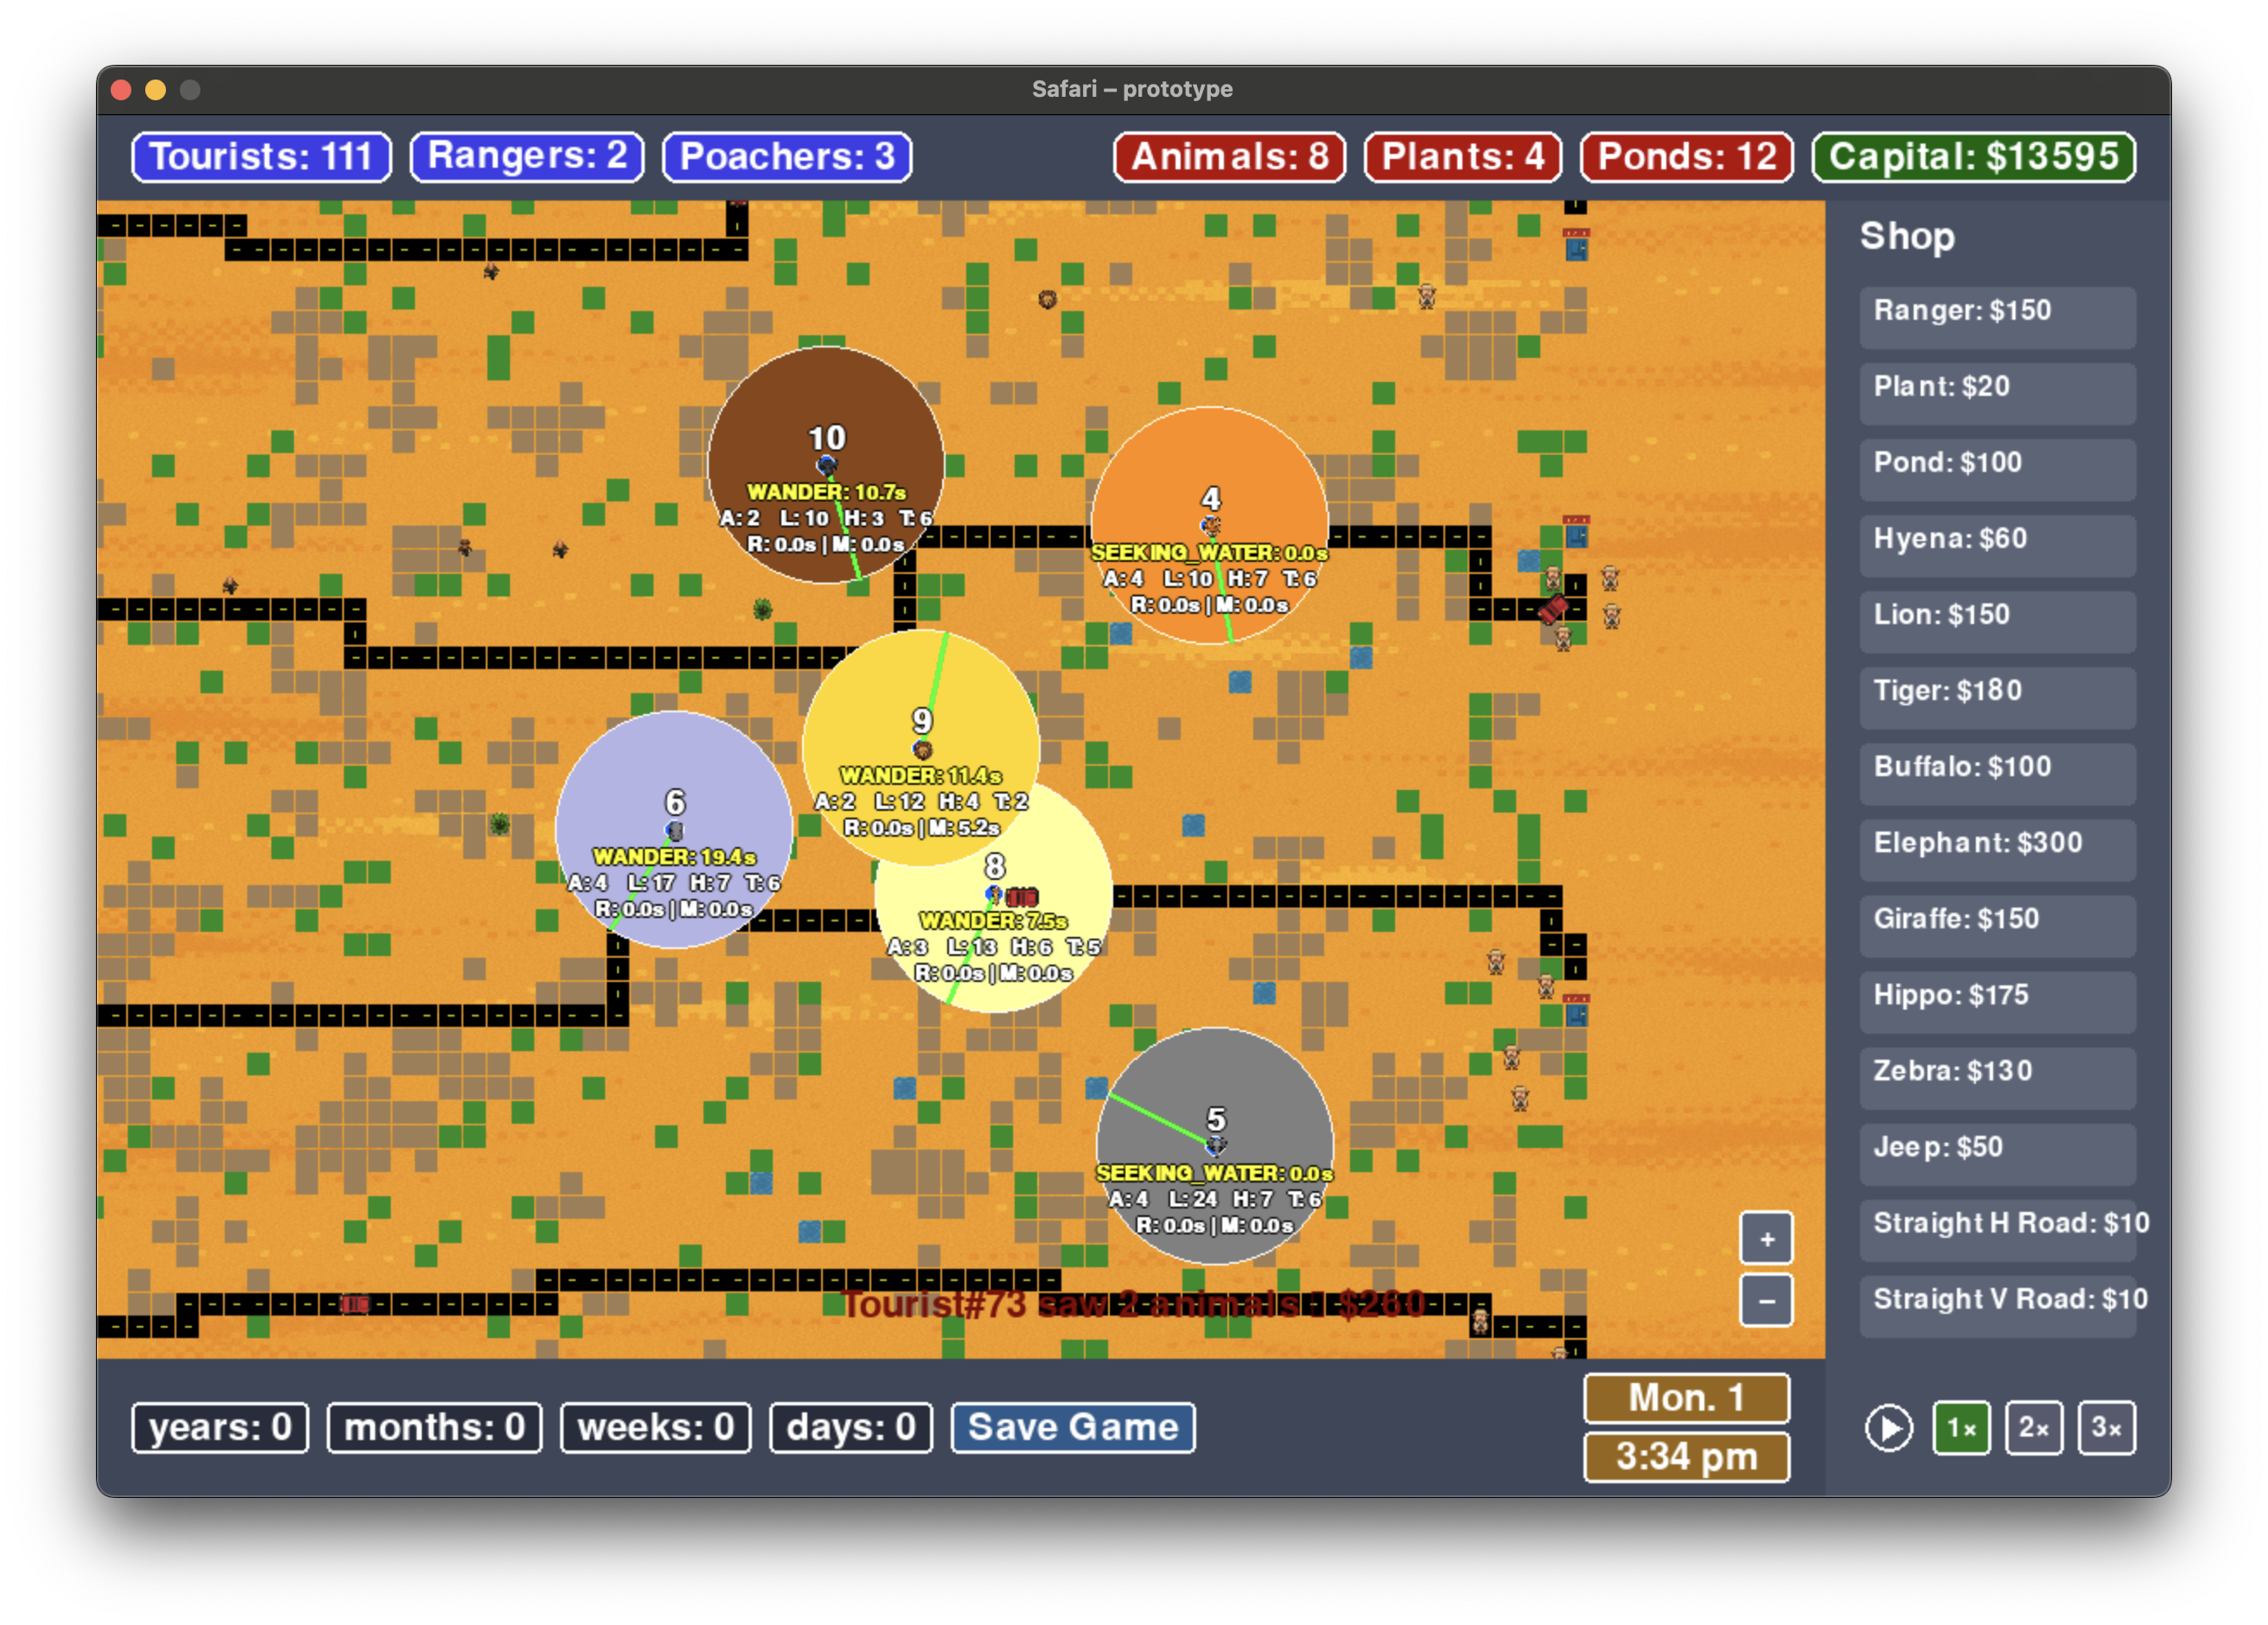 Safari – prototype
Tourists: 111
Rangers: 2
Poachers: 3
Animals: 8
Plants: 4
Ponds: 12
Capital: $13595
10
WANDER: 10.7s
A: 2 L: 10 H: 3 T: 6
R: 0.0s | M: 0.0s
4
SEEKING_WATER: 0.0s
A: 4 L: 10 H: 7 T: 6
R: 0.0s | M: 0.0s
9
WANDER: 11.4s
A: 2 L: 12 H: 4 T: 2
R: 0.0s | M: 5.2s
6
WANDER: 19.4s
A: 4 L: 17 H: 7 T: 6
R: 0.0s | M: 0.0s
8
WANDER: 7.5s
A: 3 L: 13 H: 6 T: 5
R: 0.0s | M: 0.0s
5
SEEKING_WATER: 0.0s
A: 4 L: 24 H: 7 T: 6
R: 0.0s | M: 0.0s
Tourist#73 saw 2 animals
Shop
Ranger: $150
Plant: $20
Pond: $100
Hyena: $60
Lion: $150
Tiger: $180
Buffalo: $100
Elephant: $300
Giraffe: $150
Hippo: $175
Zebra: $130
Jeep: $50
Straight H Road: $10
Straight V Road: $10
+
−
years: 0
months: 0
weeks: 0
days: 0
Save Game
Mon. 1
3:34 pm
1×
2×
3×